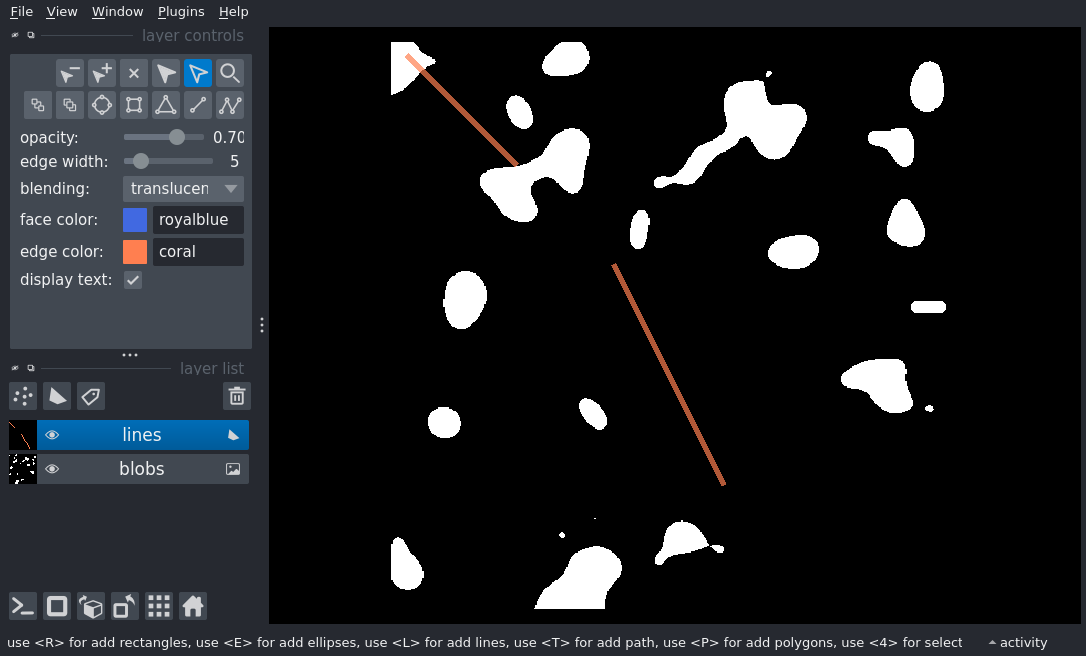 File View Window Plugins Help
layer controls
opacity: 0.70
edge width: 5
blending: translucen
face color: royalblue
edge color: coral
display text:
layer list
lines
blobs
use <R> for add rectangles, use <E> for add ellipses, use <L> for add lines, use <T> for add path, use <P> for add polygons, use <4> for select
activity